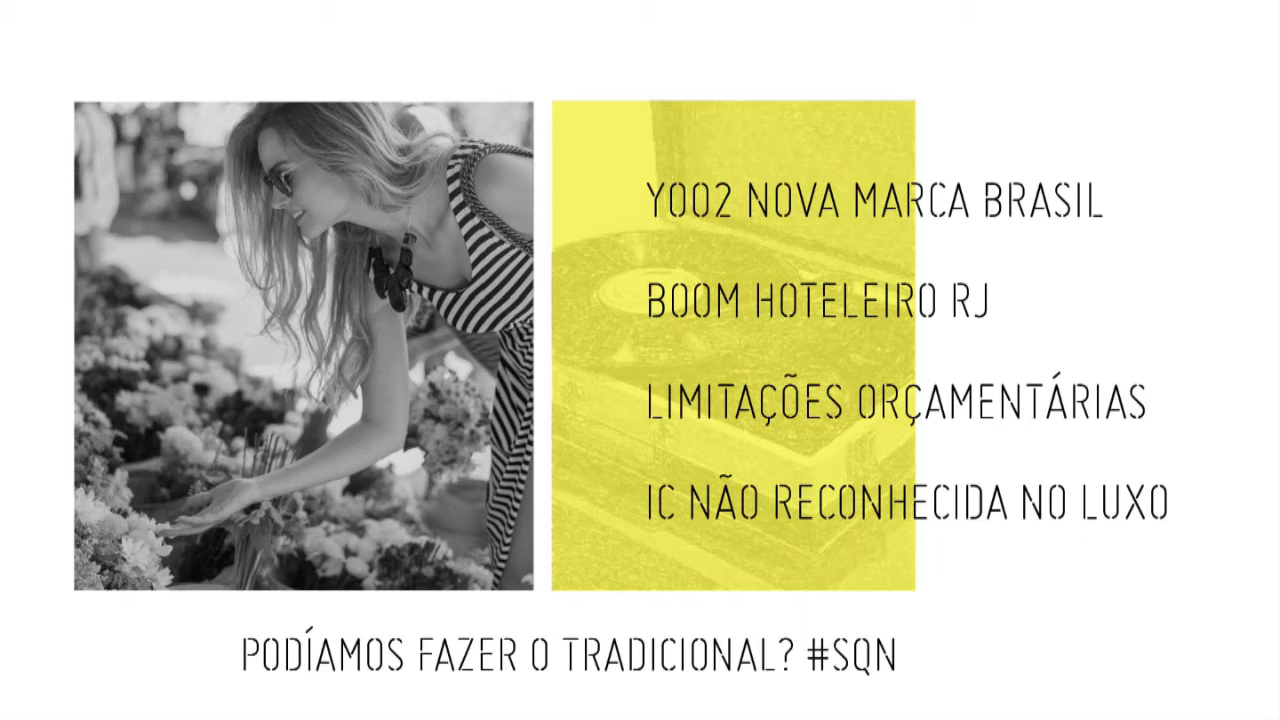 YOO2 NOVA MARCA BRASIL
BOOM HOTELEIRO RJ
LIMITAÇÕES ORÇAMENTÁRIAS
IC NÃO RECONHECIDA NO LUXO
PODÍAMOS FAZER O TRADICIONAL? #SQN